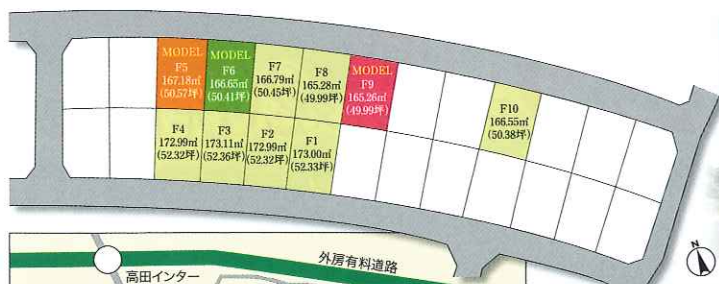 MODEL
F5
167.18㎡
(50.57坪)
MODEL
F6
166.65㎡
(50.41坪)
F7
166.79㎡
(50.45坪)
F8
165.28㎡
(49.99坪)
MODEL
F9
165.26㎡
(49.99坪)
F10
166.55㎡
(50.38坪)
F4
172.99㎡
(52.32坪)
F3
173.11㎡
(52.36坪)
F2
172.99㎡
(52.32坪)
F1
173.00㎡
(52.33坪)
N
高田インター
外房有料道路